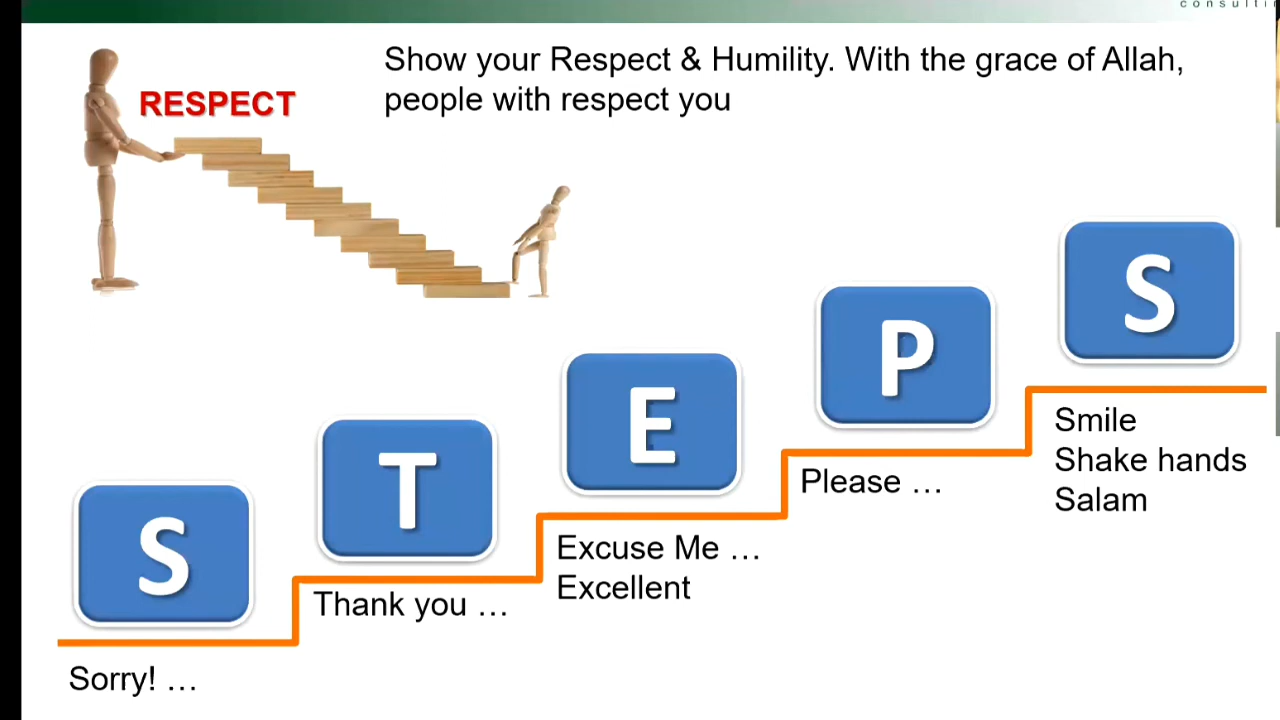 consulti
Show your Respect & Humility. With the grace of Allah,
people with respect you
RESPECT
S
T
E
P
S
Sorry! …
Thank you …
Excuse Me …
Excellent
Please …
Smile
Shake hands
Salam